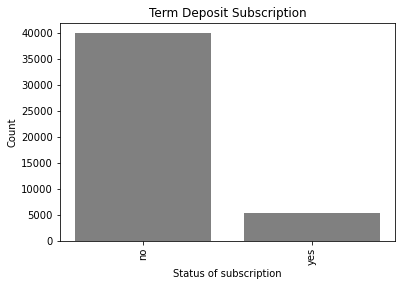 Term Deposit Subscription
40000
35000
30000
25000
20000
15000
10000
5000
0
Count
no
yes
Status of subscription